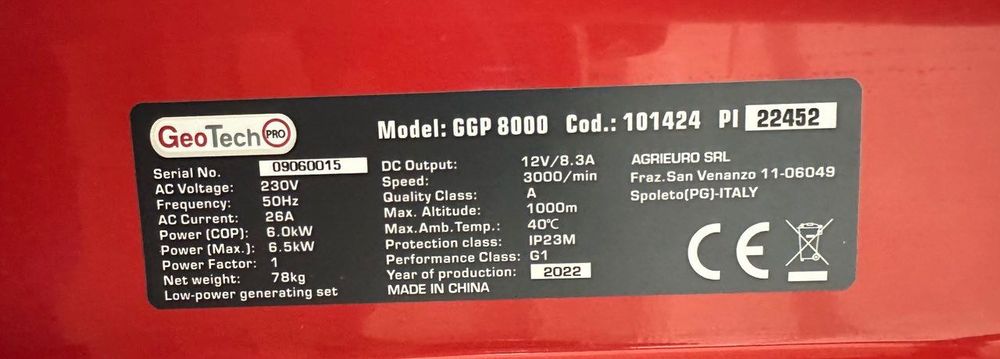 GeoTech PRO
Model: GGP 8000 Cod.: 101424 PI 22452
Serial No. 09060015
AC Voltage: 230V
Frequency: 50Hz
AC Current: 26A
Power (COP): 6.0kW
Power (Max.): 6.5kW
Power Factor: 1
Net weight: 78kg
Low-power generating set
DC Output: 12V/8.3A
Speed: 3000/min
Quality Class: A
Max. Altitude: 1000m
Max.Amb.Temp.: 40℃
Protection class: IP23M
Performance Class: G1
Year of production: 2022
MADE IN CHINA
AGRIEURO SRL
Fraz.San Venanzo 11-06049
Spoleto(PG)-ITALY
CE